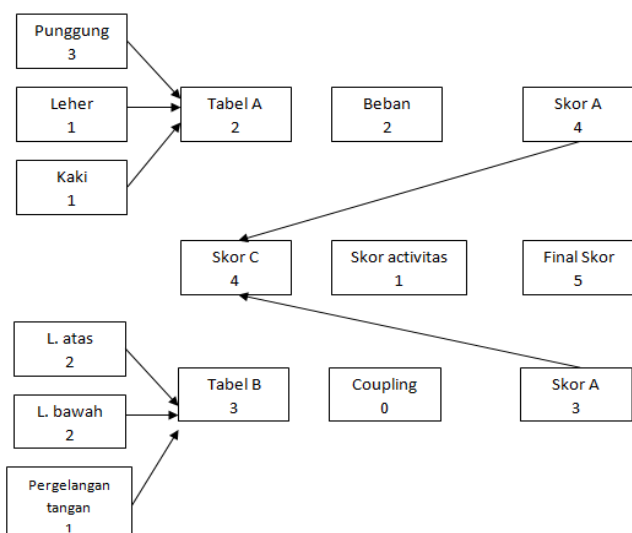 Punggung
3
Leher
1
Tabel A
2
Beban
2
Skor A
4
Kaki
1
Skor C
4
Skor activitas
1
Final Skor
5
L. atas
2
Tabel B
3
Coupling
0
Skor A
3
L. bawah
2
Pergelangan
tangan
1